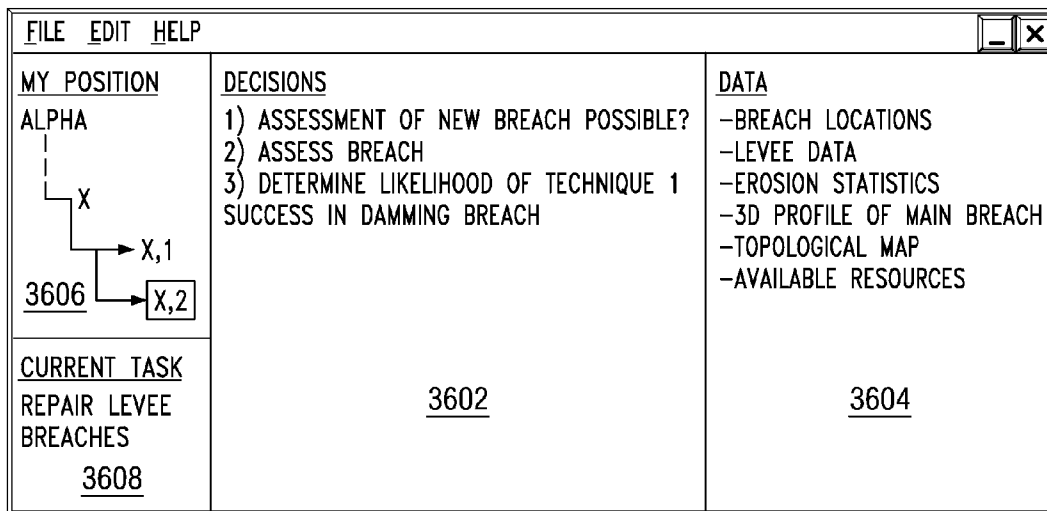 FILE EDIT HELP
MY POSITION
ALPHA
X
X,1
X,2
3606
CURRENT TASK
REPAIR LEVEE
BREACHES
3608
DECISIONS
1) ASSESSMENT OF NEW BREACH POSSIBLE?
2) ASSESS BREACH
3) DETERMINE LIKELIHOOD OF TECHNIQUE 1
SUCCESS IN DAMMING BREACH
3602
DATA
-BREACH LOCATIONS
-LEVEE DATA
-EROSION STATISTICS
-3D PROFILE OF MAIN BREACH
-TOPOLOGICAL MAP
-AVAILABLE RESOURCES
3604